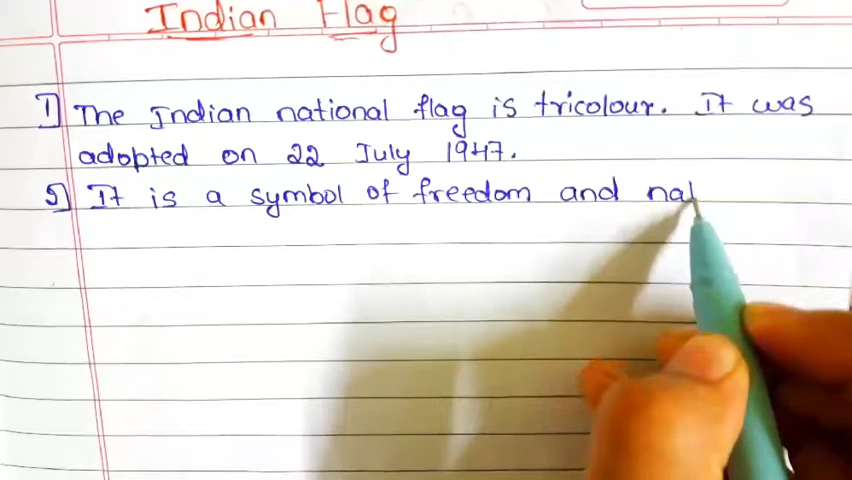 Indian Flag
1] The Indian national flag is tricolour. It was
adopted on 22 July 1947.
5] It is a symbol of freedom and nat